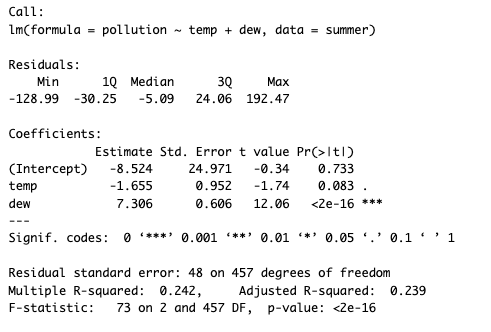 Call:
lm(formula = pollution ~ temp + dew, data = summer)
Residuals:
Min 1Q Median 3Q Max
-128.99 -30.25 -5.09 24.06 192.47
Coefficients:
Estimate Std. Error t value Pr(>|t|)
(Intercept) -8.524 24.971 -0.34 0.733
temp -1.655 0.952 -1.74 0.083 .
dew 7.306 0.606 12.06 <2e-16 ***
---
Signif. codes: 0 ‘***’ 0.001 ‘**’ 0.01 ‘*’ 0.05 ‘.’ 0.1 ‘ ’ 1
Residual standard error: 48 on 457 degrees of freedom
Multiple R-squared: 0.242, Adjusted R-squared: 0.239
F-statistic: 73 on 2 and 457 DF, p-value: <2e-16